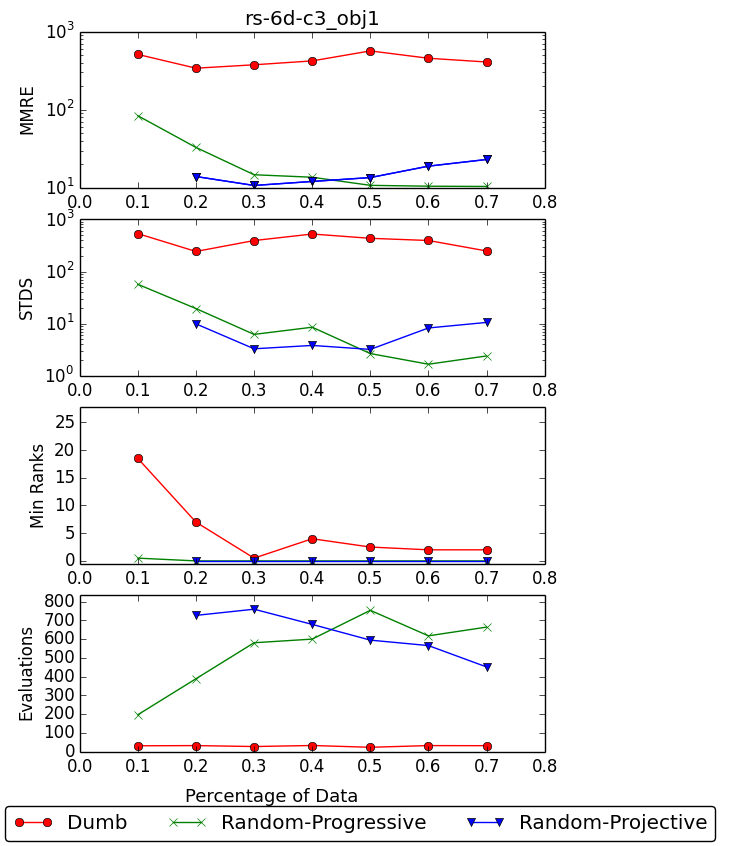 rs-6d-c3_obj1
10^3
10^2
10^1
MMRE
0.0 0.1 0.2 0.3 0.4 0.5 0.6 0.7 0.8
10^3
10^2
10^1
10^0
STDS
0.0 0.1 0.2 0.3 0.4 0.5 0.6 0.7 0.8
25
20
15
10
5
0
Min Ranks
0.0 0.1 0.2 0.3 0.4 0.5 0.6 0.7 0.8
800
700
600
500
400
300
200
100
0
Evaluations
0.0 0.1 0.2 0.3 0.4 0.5 0.6 0.7 0.8
Percentage of Data
Dumb Random-Progressive Random-Projective